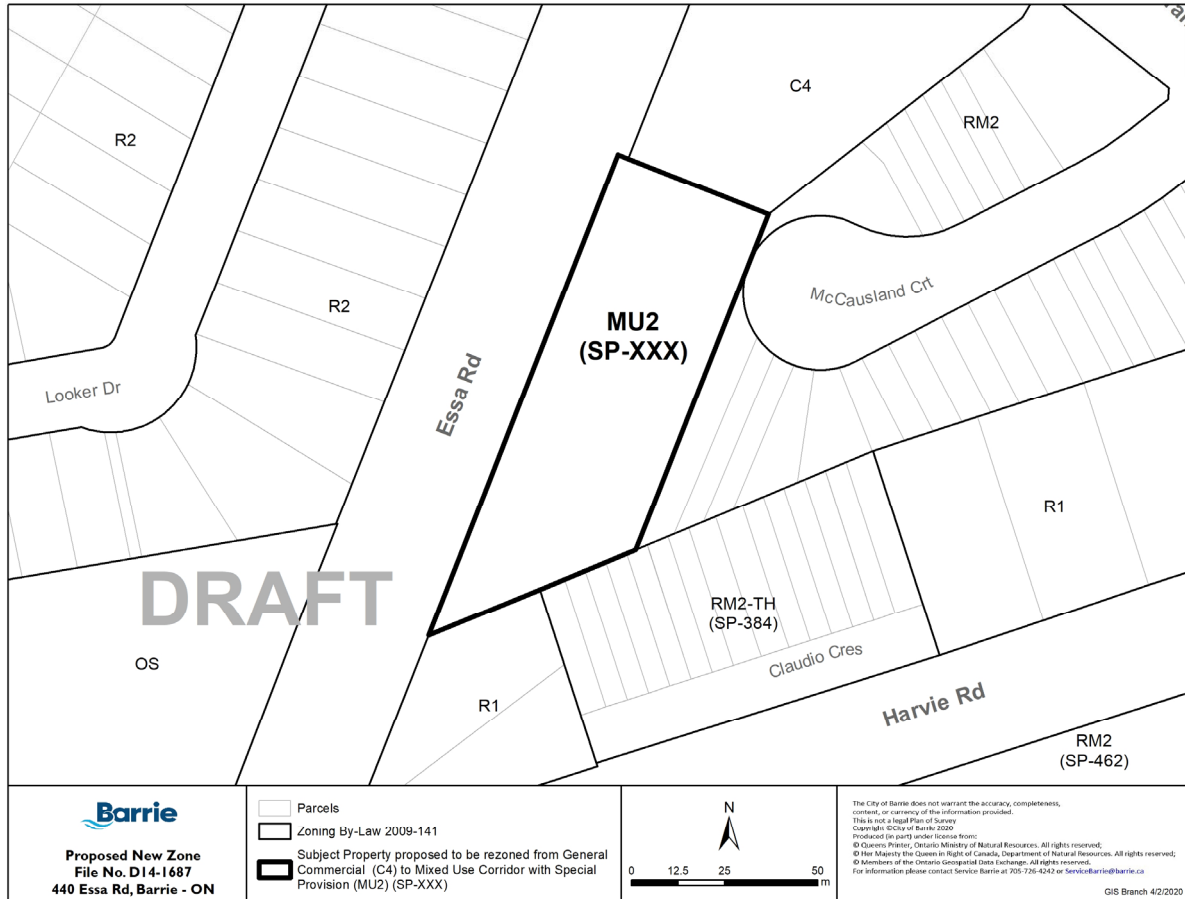 C4
RM2
R2
R2
McCausland Crt
MU2
(SP-XXX)
Essa Rd
Looker Dr
R1
DRAFT
RM2-TH
(SP-384)
OS
Claudio Cres
R1
Harvie Rd
RM2
(SP-462)
Barrie
Proposed New Zone
File No. D14-1687
440 Essa Rd, Barrie - ON
Parcels
Zoning By-Law 2009-141
Subject Property proposed to be rezoned from General
Commercial (C4) to Mixed Use Corridor with Special
Provision (MU2) (SP-XXX)
N
0 12.5 25 50
m
The City of Barrie does not warrant the accuracy, completeness,
content, or currency of the information provided.
This is not a legal Plan of Survey
Copyright ©City of Barrie 2020
Produced (in part) under license from:
© Queens Printer, Ontario Ministry of Natural Resources. All rights reserved;
© Her Majesty the Queen in Right of Canada, Department of Natural Resources. All rights reserved;
© Members of the Ontario Geospatial Data Exchange. All rights reserved.
For information please contact Service Barrie at 705-726-4242 or ServiceBarrie@barrie.ca
GIS Branch 4/2/2020